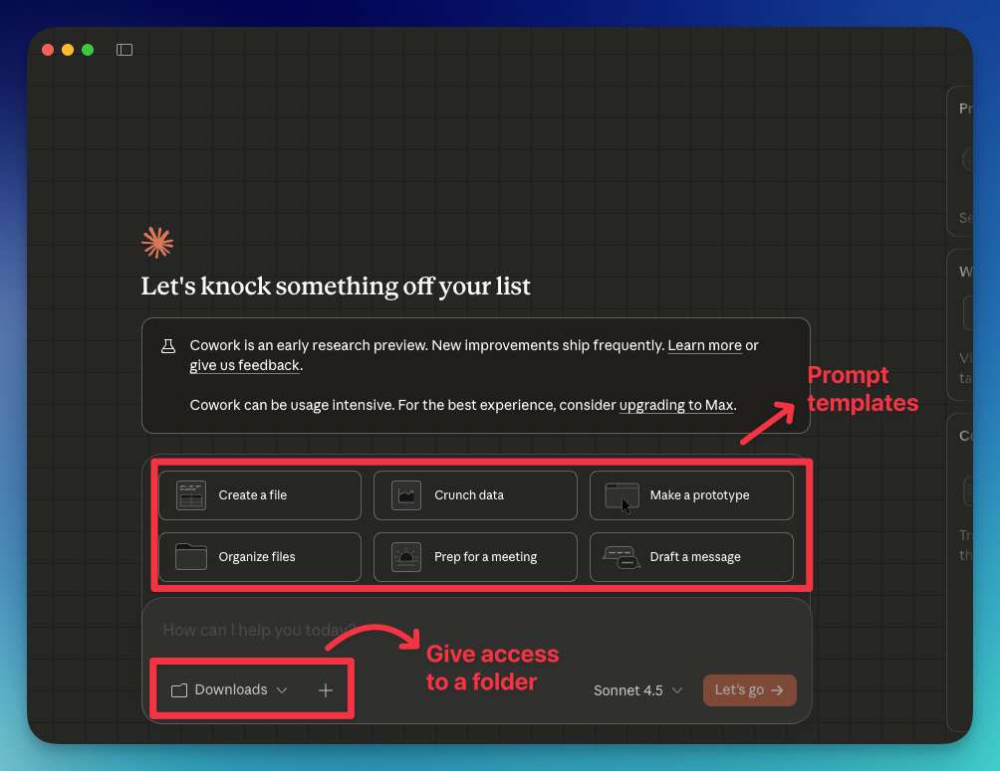 Let's knock something off your list
Cowork is an early research preview. New improvements ship frequently. Learn more or
give us feedback.
Cowork can be usage intensive. For the best experience, consider upgrading to Max.
Prompt
templates
Create a file
Crunch data
Make a prototype
Organize files
Prep for a meeting
Draft a message
How can I help you today?
Give access
to a folder
Downloads
Sonnet 4.5
Let's go